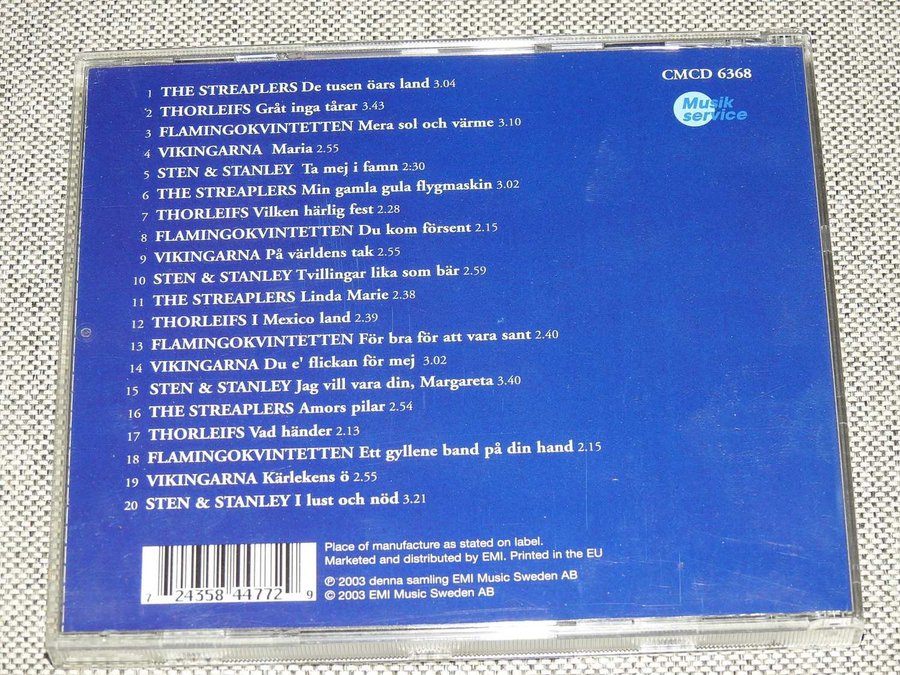 CMCD 6368
Musik
service
1 THE STREAPLERS De tusen öars land 3.04
2 THORLEIFS Gråt inga tårar 3.43
3 FLAMINGOKVINTETTEN Mera sol och värme 3.10
4 VIKINGARNA Maria 2.55
5 STEN & STANLEY Ta mej i famn 2:30
6 THE STREAPLERS Min gamla gula flygmaskin 3.02
7 THORLEIFS Vilken härlig fest 2.28
8 FLAMINGOKVINTETTEN Du kom försent 2.15
9 VIKINGARNA På världens tak 2.55
10 STEN & STANLEY Tvillingar lika som bär 2.59
11 THE STREAPLERS Linda Marie 2.38
12 THORLEIFS I Mexico land 2.39
13 FLAMINGOKVINTETTEN För bra för att vara sant 2.40
14 VIKINGARNA Du e' flickan för mej 3.02
15 STEN & STANLEY Jag vill vara din, Margareta 3.40
16 THE STREAPLERS Amors pilar 2.54
17 THORLEIFS Vad händer 2.13
18 FLAMINGOKVINTETTEN Ett gyllene band på din hand 2.15
19 VIKINGARNA Kärlekens ö 2.55
20 STEN & STANLEY I lust och nöd 3.21
Place of manufacture as stated on label.
Marketed and distributed by EMI. Printed in the EU
℗ 2003 denna samling EMI Music Sweden AB
© 2003 EMI Music Sweden AB
7 24358 44772 9